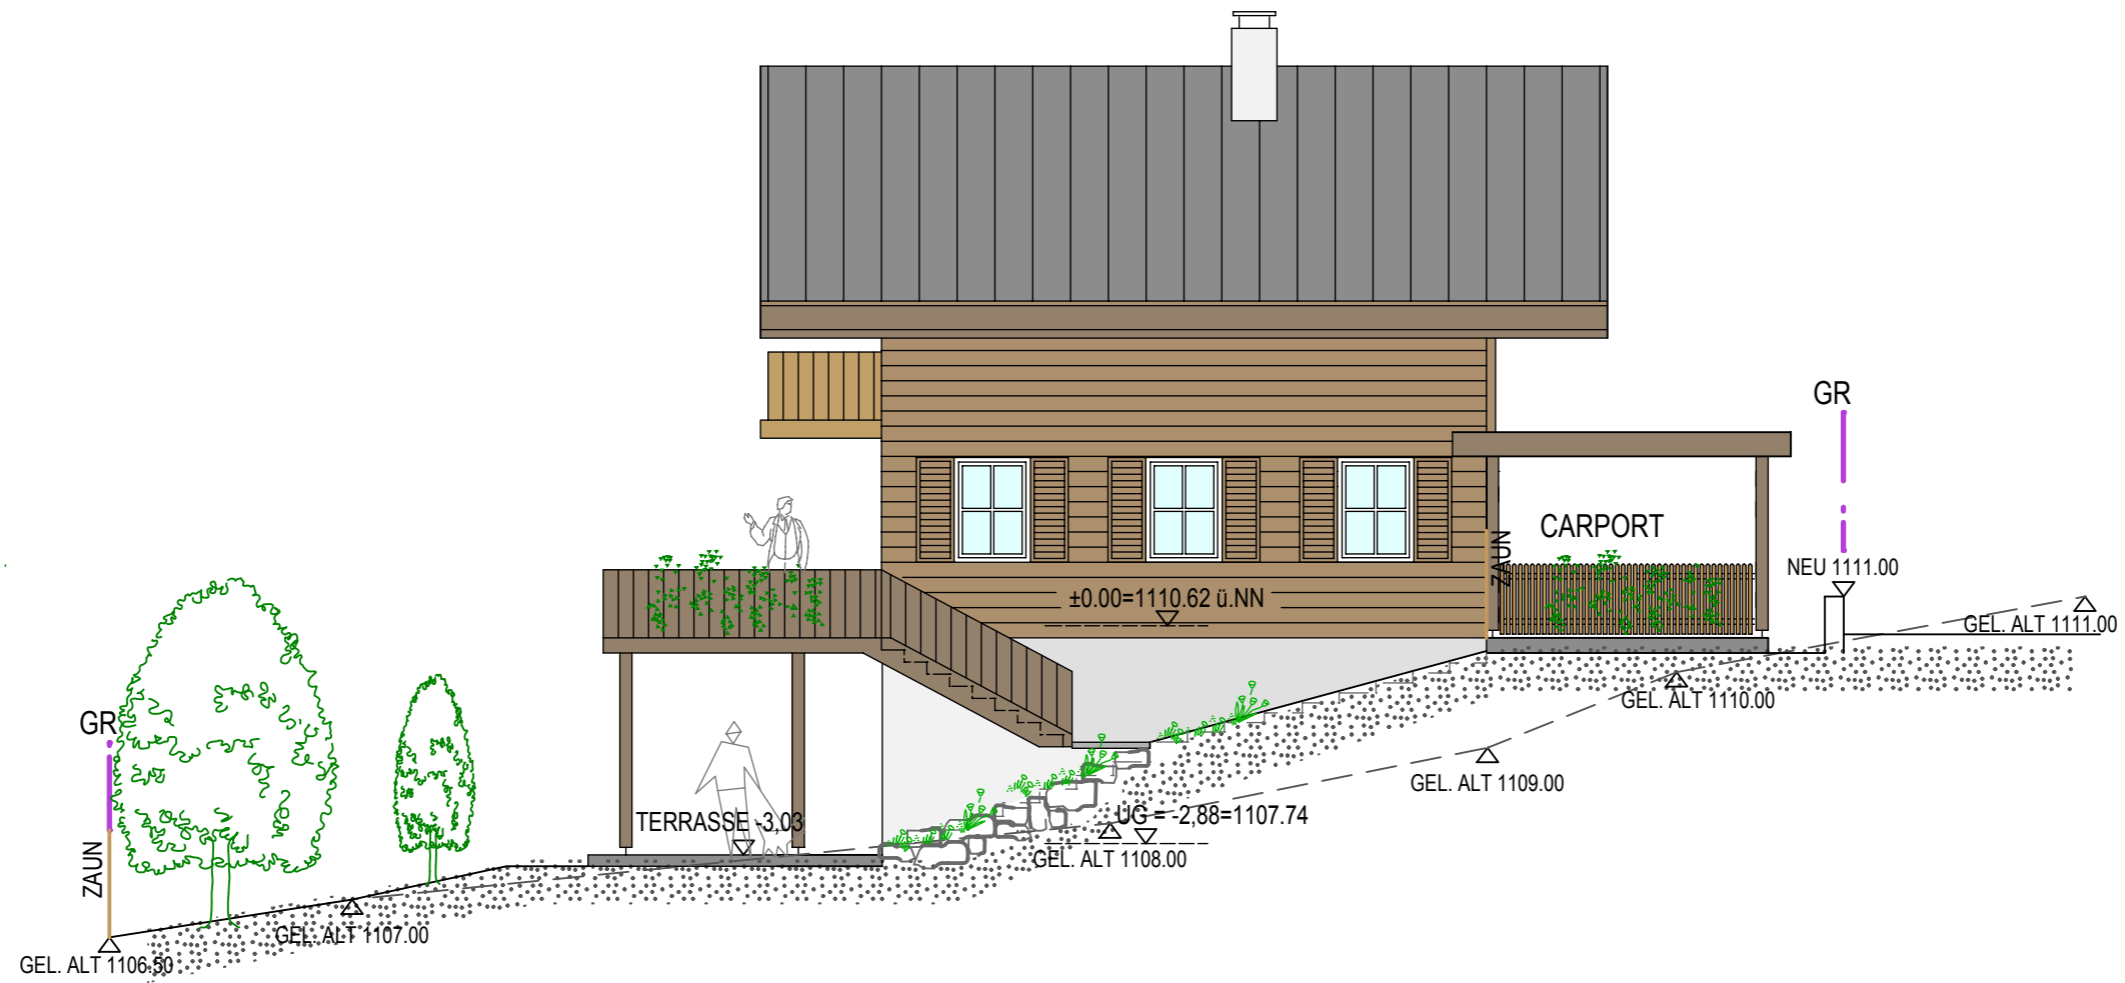 GR
CARPORT
ZAUN
NEU 1111.00
±0.00=1110.62 ü.NN
GEL. ALT 1111.00
GEL. ALT 1110.00
GR
GEL. ALT 1109.00
TERRASSE -3,03
UG = -2,88=1107.74
GEL. ALT 1108.00
ZAUN
GEL. ALT 1107.00
GEL. ALT 1106.50